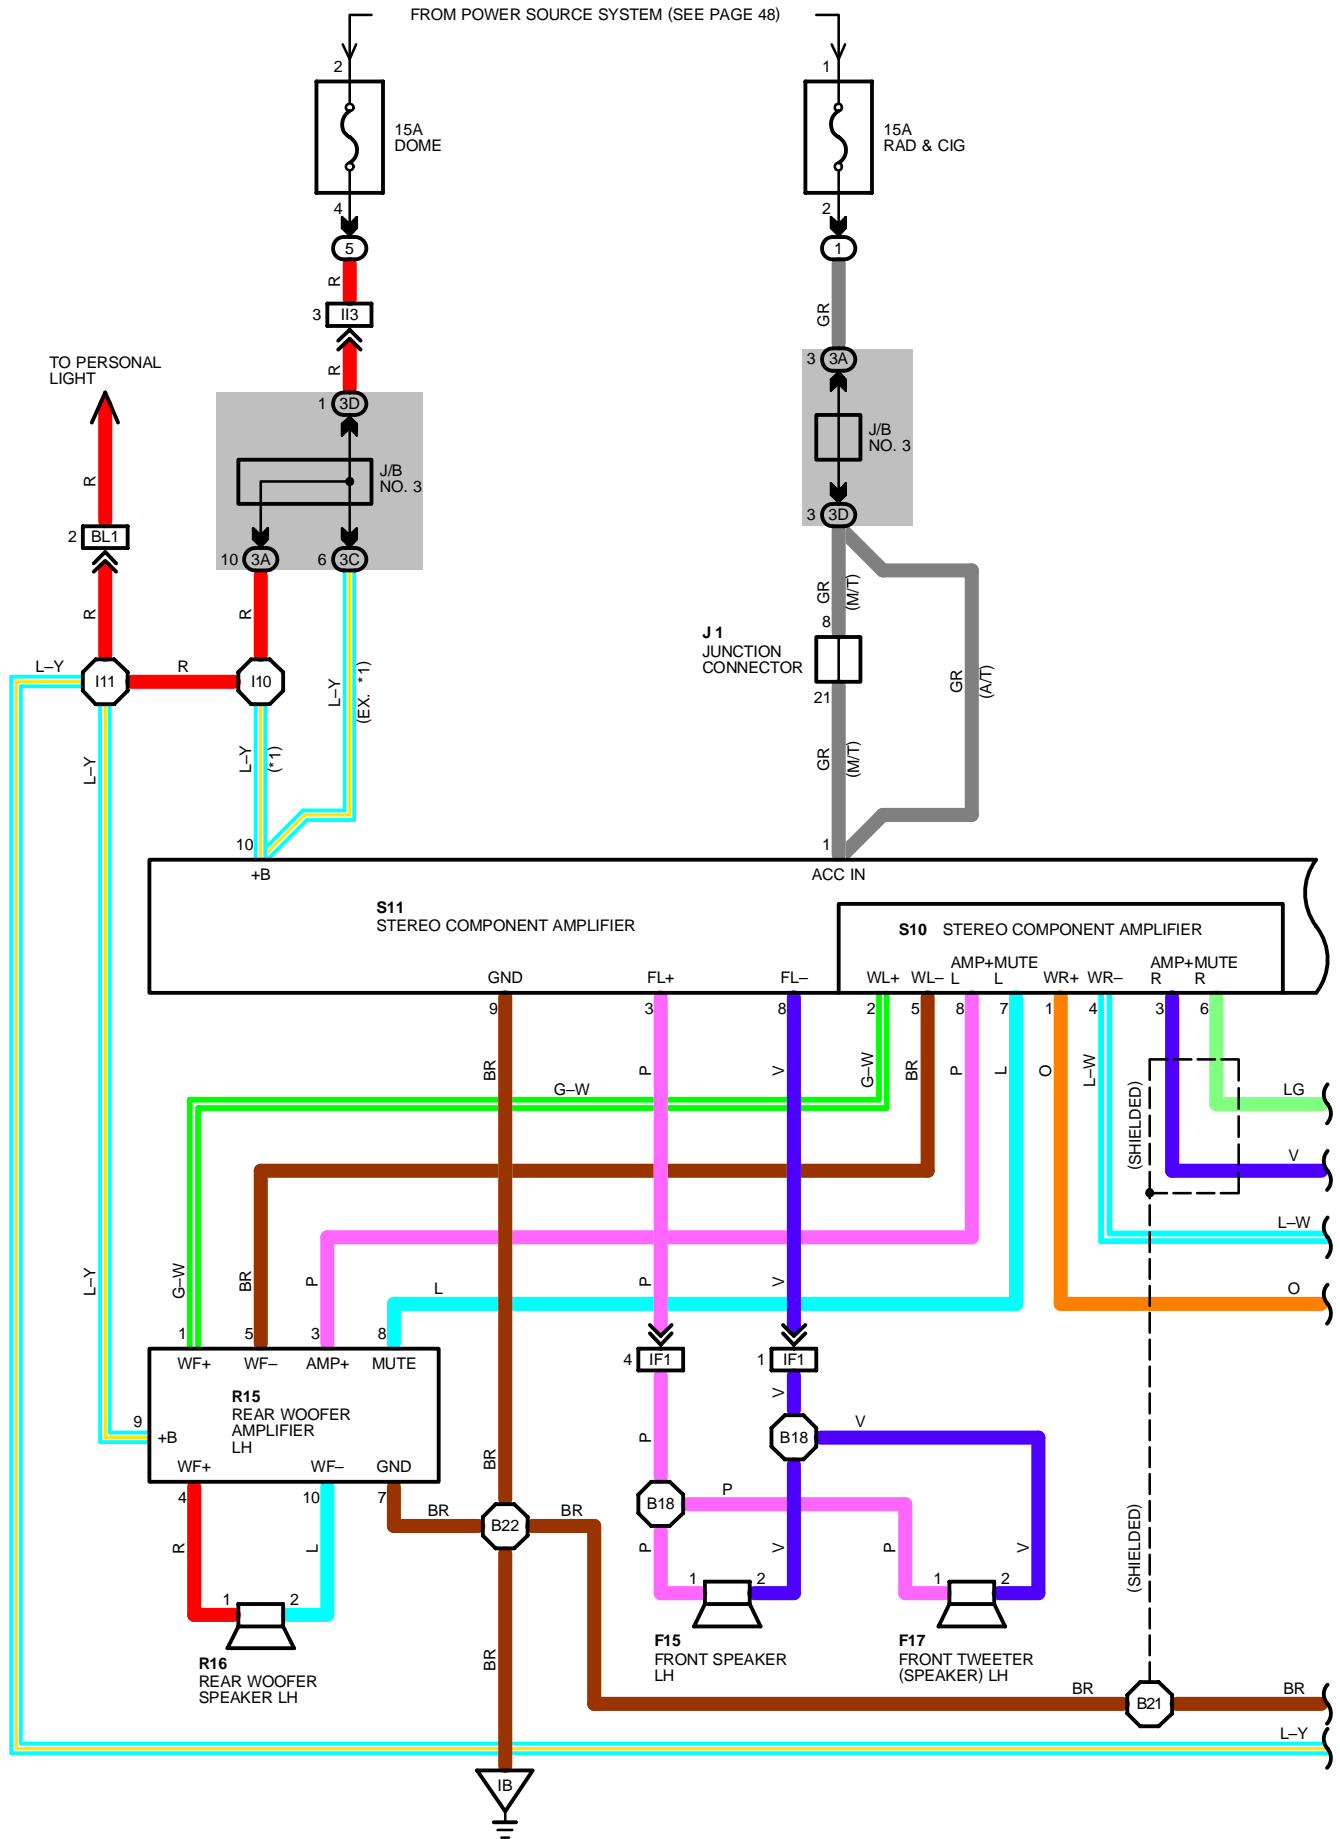 FROM POWER SOURCE SYSTEM (SEE PAGE 48)
2
1
15A
DOME
15A
RAD & CIG
4
2
5
1
R
GR
3 II3
R
TO PERSONAL
LIGHT
3 3A
1 3D
J/B
NO. 3
J/B
NO. 3
R
3 3D
2 BL1
10 3A
6 3C
R
R
GR
(M/T)
8
J 1
JUNCTION
CONNECTOR
L–Y
I11
R
I10
L–Y
(EX. *1)
GR
(A/T)
21
L–Y
L–Y
(*1)
GR
(M/T)
10
1
+B
ACC IN
S11
STEREO COMPONENT AMPLIFIER
S10 STEREO COMPONENT AMPLIFIER
GND
FL+
FL–
WL+
WL–
AMP+
L
MUTE
L
WR+
WR–
AMP+
R
MUTE
R
9
3
8
2
5
8
7
1
4
3
6
BR
P
V
G–W
BR
P
L
O
L–W
G–W
LG
(SHIELDED)
V
L–W
L–Y
G–W
BR
P
L
P
V
O
1
5
3
8
4 IF1
1 IF1
WF+
WF–
AMP+
MUTE
R15
REAR WOOFER
AMPLIFIER
LH
9
+B
WF+
WF–
GND
V
B18
V
BR
P
4
10
7
B18
P
BR
B22
BR
R
L
P
V
P
V
(SHIELDED)
1
2
1
2
1
2
R16
REAR WOOFER
SPEAKER LH
BR
F15
FRONT SPEAKER
LH
F17
FRONT TWEETER
(SPEAKER) LH
BR
B21
BR
L–Y
IB